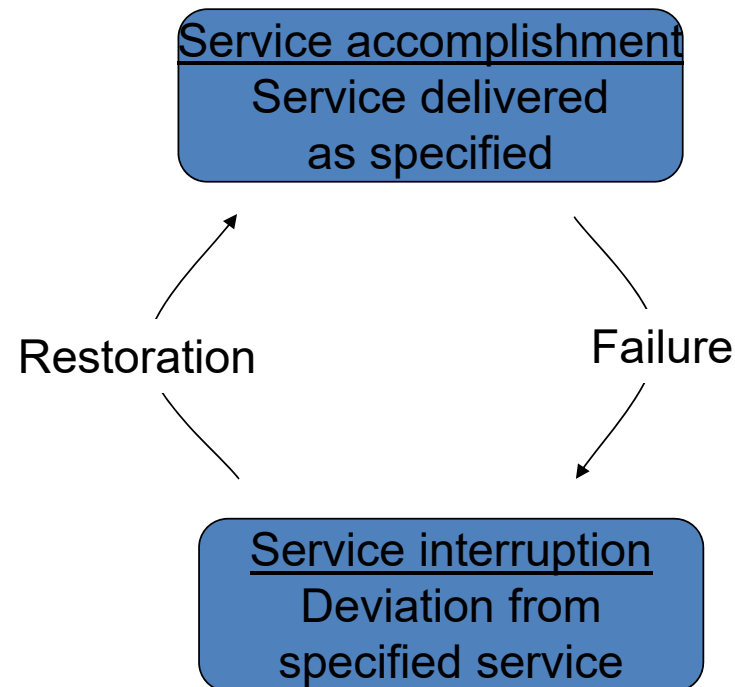 Service accomplishment
Service delivered
as specified
Restoration
Failure
Service interruption
Deviation from
specified service